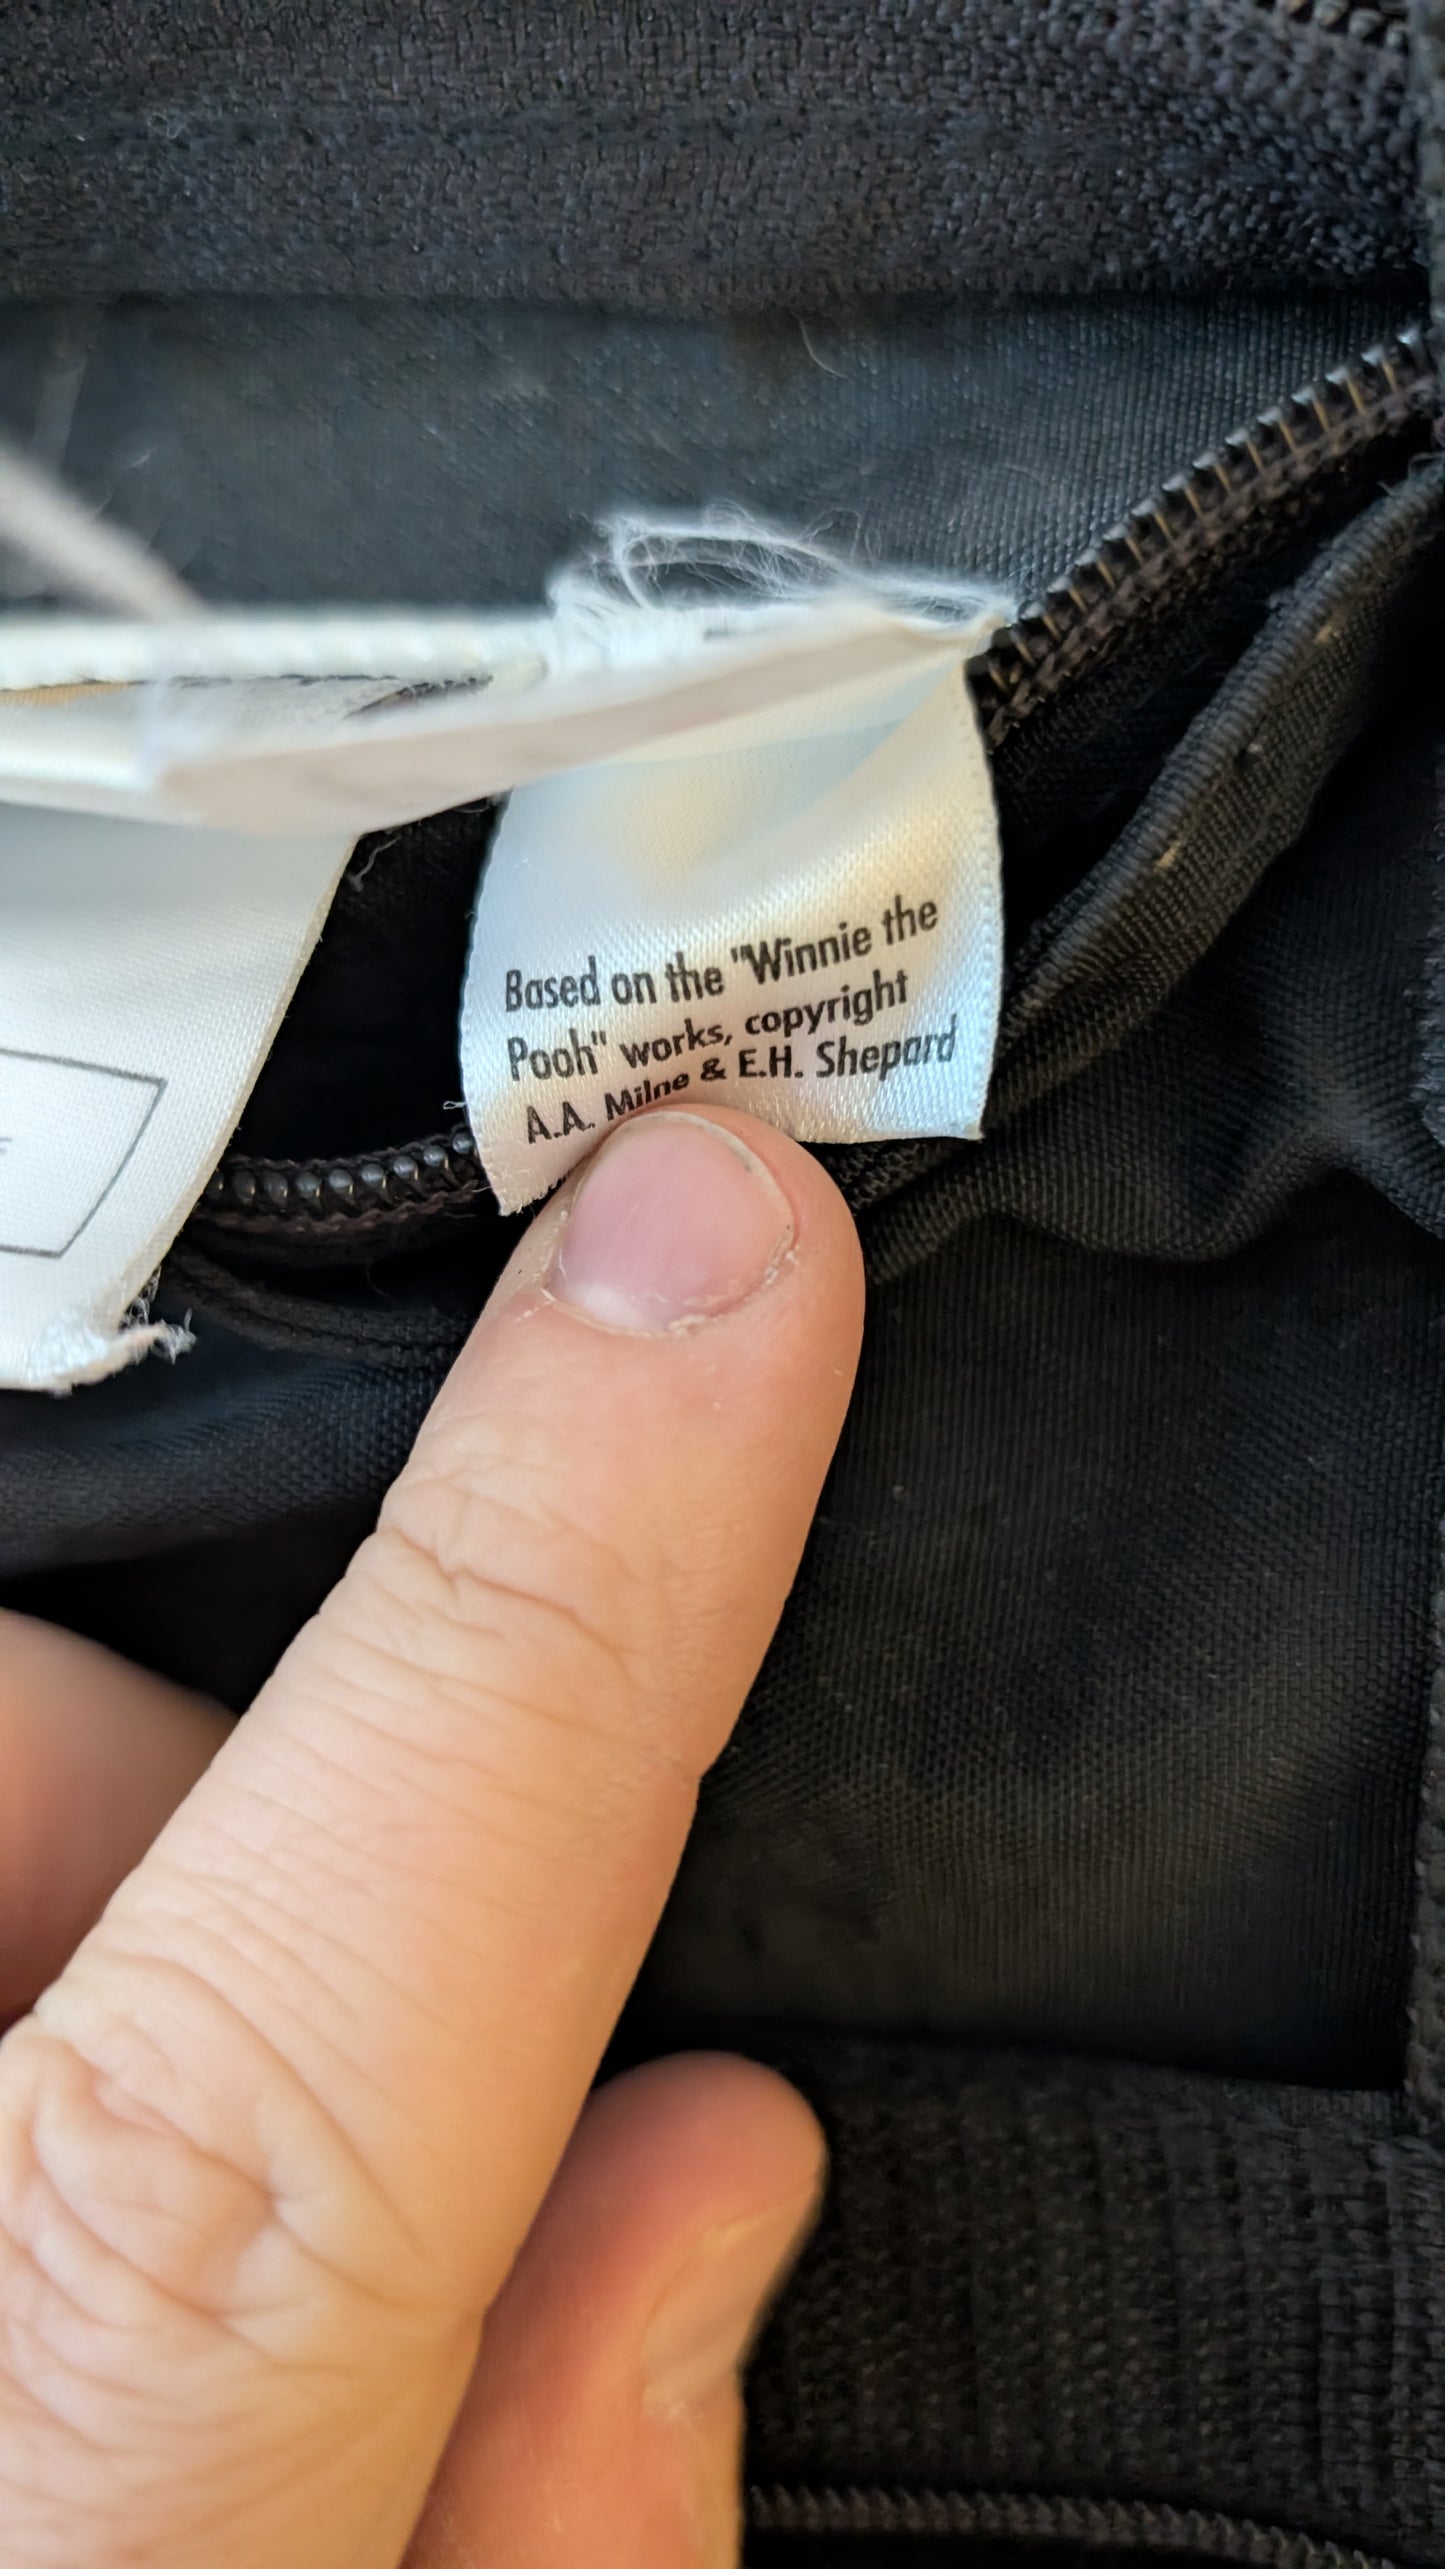 Based on the "Winnie the
Pooh" works, copyright
A.A. Milne & E.H. Shepard